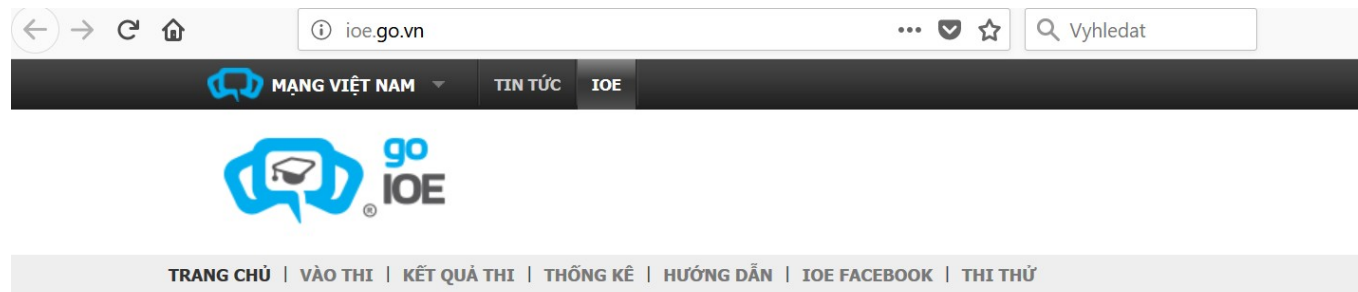 ioe.go.vn ••• Vyhledat
MẠNG VIỆT NAM TIN TỨC IOE
go
IOE
®
TRANG CHỦ | VÀO THI | KẾT QUẢ THI | THỐNG KÊ | HƯỚNG DẪN | IOE FACEBOOK | THI THỬ